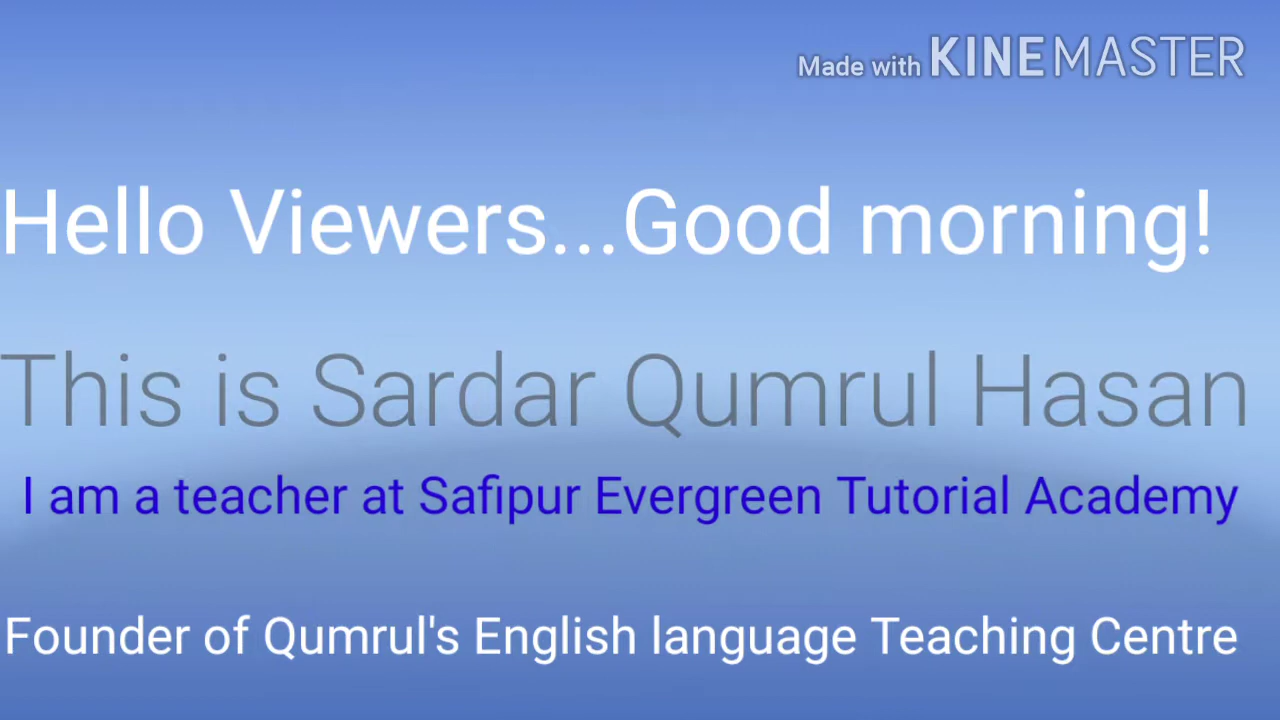 Made with KINEMASTER
Hello Viewers...Good morning!
This is Sardar Qumrul Hasan
I am a teacher at Safipur Evergreen Tutorial Academy
Founder of Qumrul's English language Teaching Centre